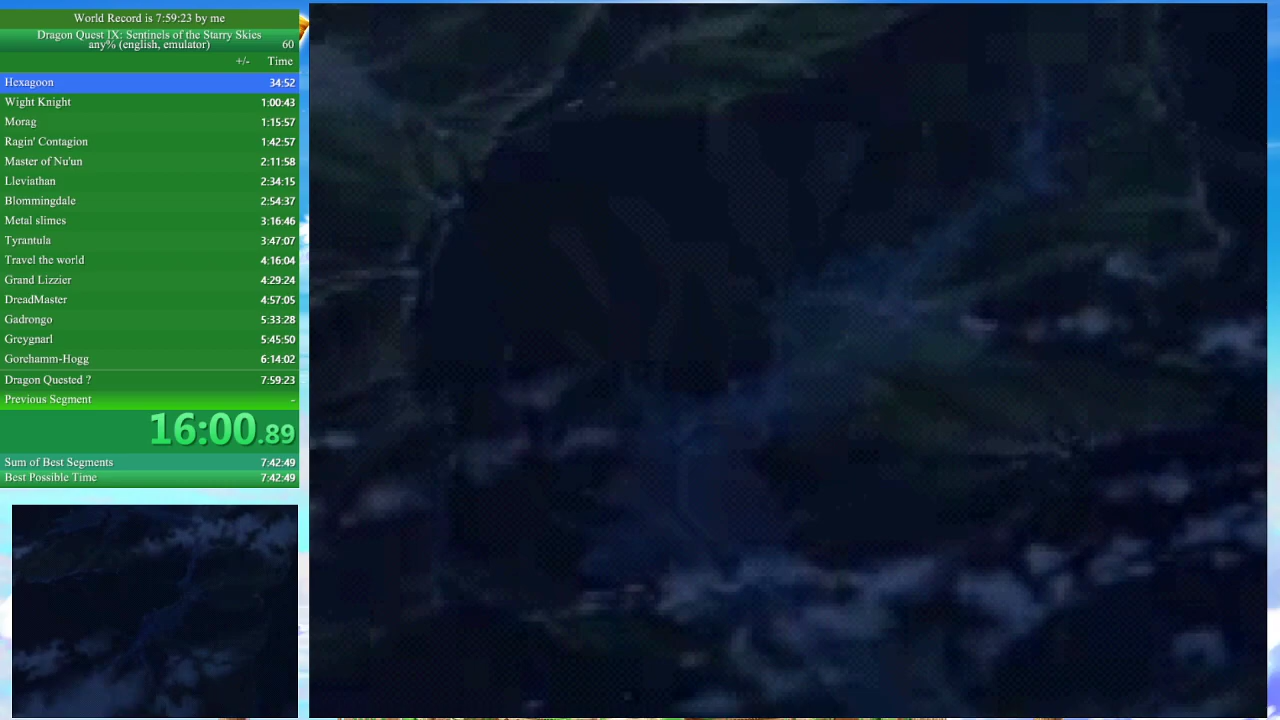 World Record is 7:59:23 by me
Dragon Quest IX: Sentinels of the Starry Skies
any% (english, emulator) 60
+/- Time
Hexagoon 34:52
Wight Knight 1:00:43
Morag 1:15:57
Ragin' Contagion 1:42:57
Master of Nu'un 2:11:58
Lleviathan 2:34:15
Blommingdale 2:54:37
Metal slimes 3:16:46
Tyrantula 3:47:07
Travel the world 4:16:04
Grand Lizzier 4:29:24
DreadMaster 4:57:05
Gadrongo 5:33:28
Greygnarl 5:45:50
Gorehamm-Hogg 6:14:02
Dragon Quested ? 7:59:23
Previous Segment -
16:00.89
Sum of Best Segments 7:42:49
Best Possible Time 7:42:49